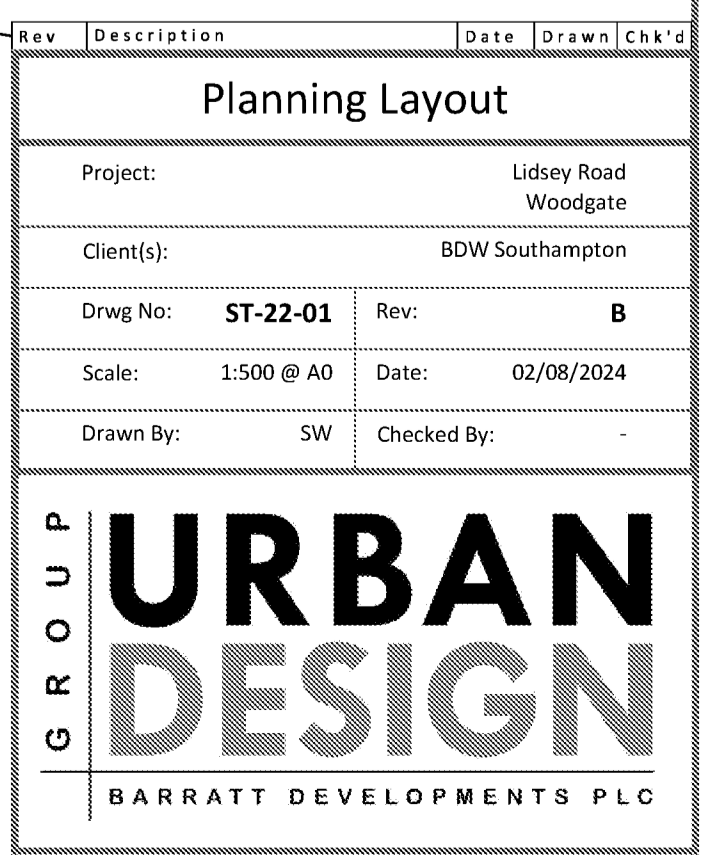 Rev Description Date Drawn Chk'd
Planning Layout
Project: Lidsey Road
Woodgate
Client(s): BDW Southampton
Drwg No: ST-22-01 Rev: B
Scale: 1:500 @ A0 Date: 02/08/2024
Drawn By: SW Checked By: -
GROUP
URBAN
DESIGN
BARRATT DEVELOPMENTS PLC